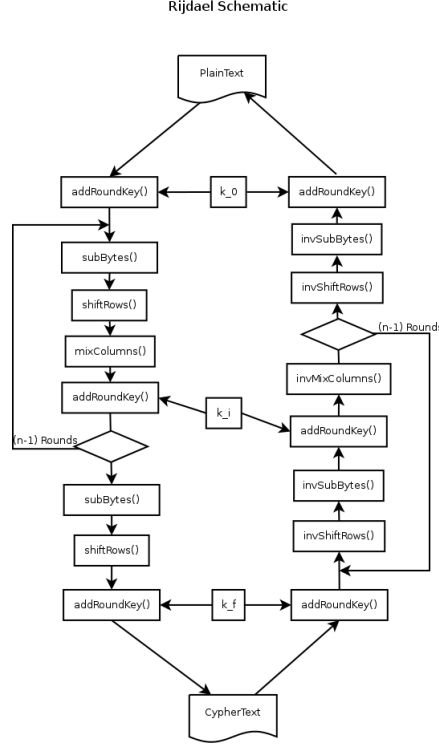 Rijdael Schematic
PlainText
addRoundKey()
k_0
addRoundKey()
subBytes()
invSubBytes()
shiftRows()
invShiftRows()
(n-1) Rounds
mixColumns()
invMixColumns()
addRoundKey()
k_i
addRoundKey()
(n-1) Rounds
subBytes()
invSubBytes()
shiftRows()
invShiftRows()
addRoundKey()
k_f
addRoundKey()
CypherText